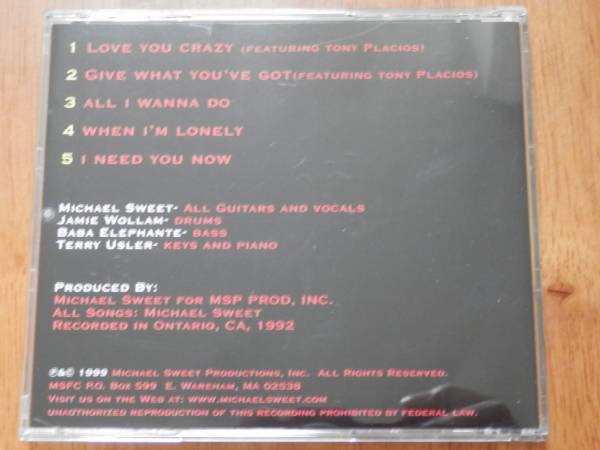 1 Love you crazy (featuring Tony Placios)
2 Give what you've got (featuring Tony Placios)
3 all I wanna do
4 when I'm lonely
5 I need you now
Michael Sweet- All Guitars and vocals
Jamie Wollam- drums
Baba Elephante- bass
Terry Usler- keys and piano
Produced By:
Michael Sweet for MSP Prod, Inc.
All Songs: Michael Sweet
Recorded in Ontario, CA, 1992
℗&© 1999 Michael Sweet Productions, Inc. All Rights Reserved.
MSFC P.O. Box 599 E. Wareham, MA 02538
Visit us on the Web at: www.michaelsweet.com
Unauthorized reproduction of this recording prohibited by federal law.